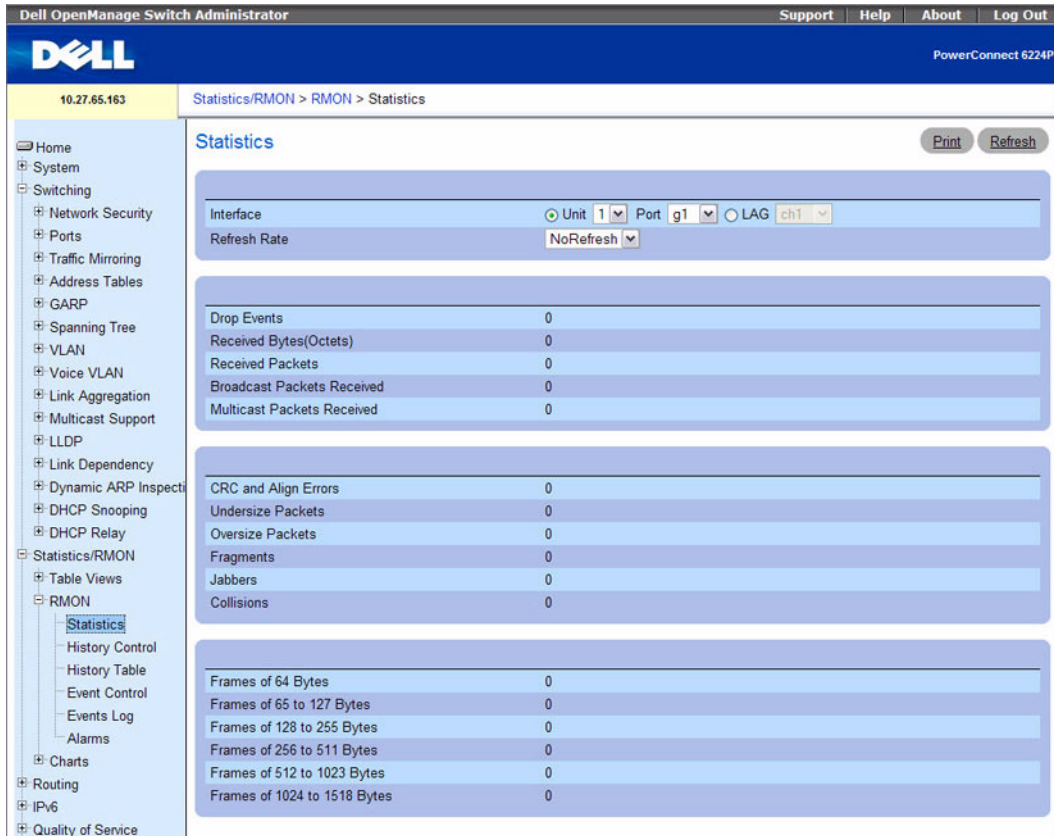 Dell OpenManage Switch Administrator
Support Help About Log Out
DELL
PowerConnect 6224P
10.27.65.163
Statistics/RMON > RMON > Statistics
Home
System
Switching
Network Security
Ports
Traffic Mirroring
Address Tables
GARP
Spanning Tree
VLAN
Voice VLAN
Link Aggregation
Multicast Support
LLDP
Link Dependency
Dynamic ARP Inspecti
DHCP Snooping
DHCP Relay
Statistics/RMON
Table Views
RMON
Statistics
History Control
History Table
Event Control
Events Log
Alarms
Charts
Routing
IPv6
Quality of Service
Statistics
Print Refresh
Interface Unit 1 Port g1 LAG ch1
Refresh Rate NoRefresh
Drop Events 0
Received Bytes(Octets) 0
Received Packets 0
Broadcast Packets Received 0
Multicast Packets Received 0
CRC and Align Errors 0
Undersize Packets 0
Oversize Packets 0
Fragments 0
Jabbers 0
Collisions 0
Frames of 64 Bytes 0
Frames of 65 to 127 Bytes 0
Frames of 128 to 255 Bytes 0
Frames of 256 to 511 Bytes 0
Frames of 512 to 1023 Bytes 0
Frames of 1024 to 1518 Bytes 0